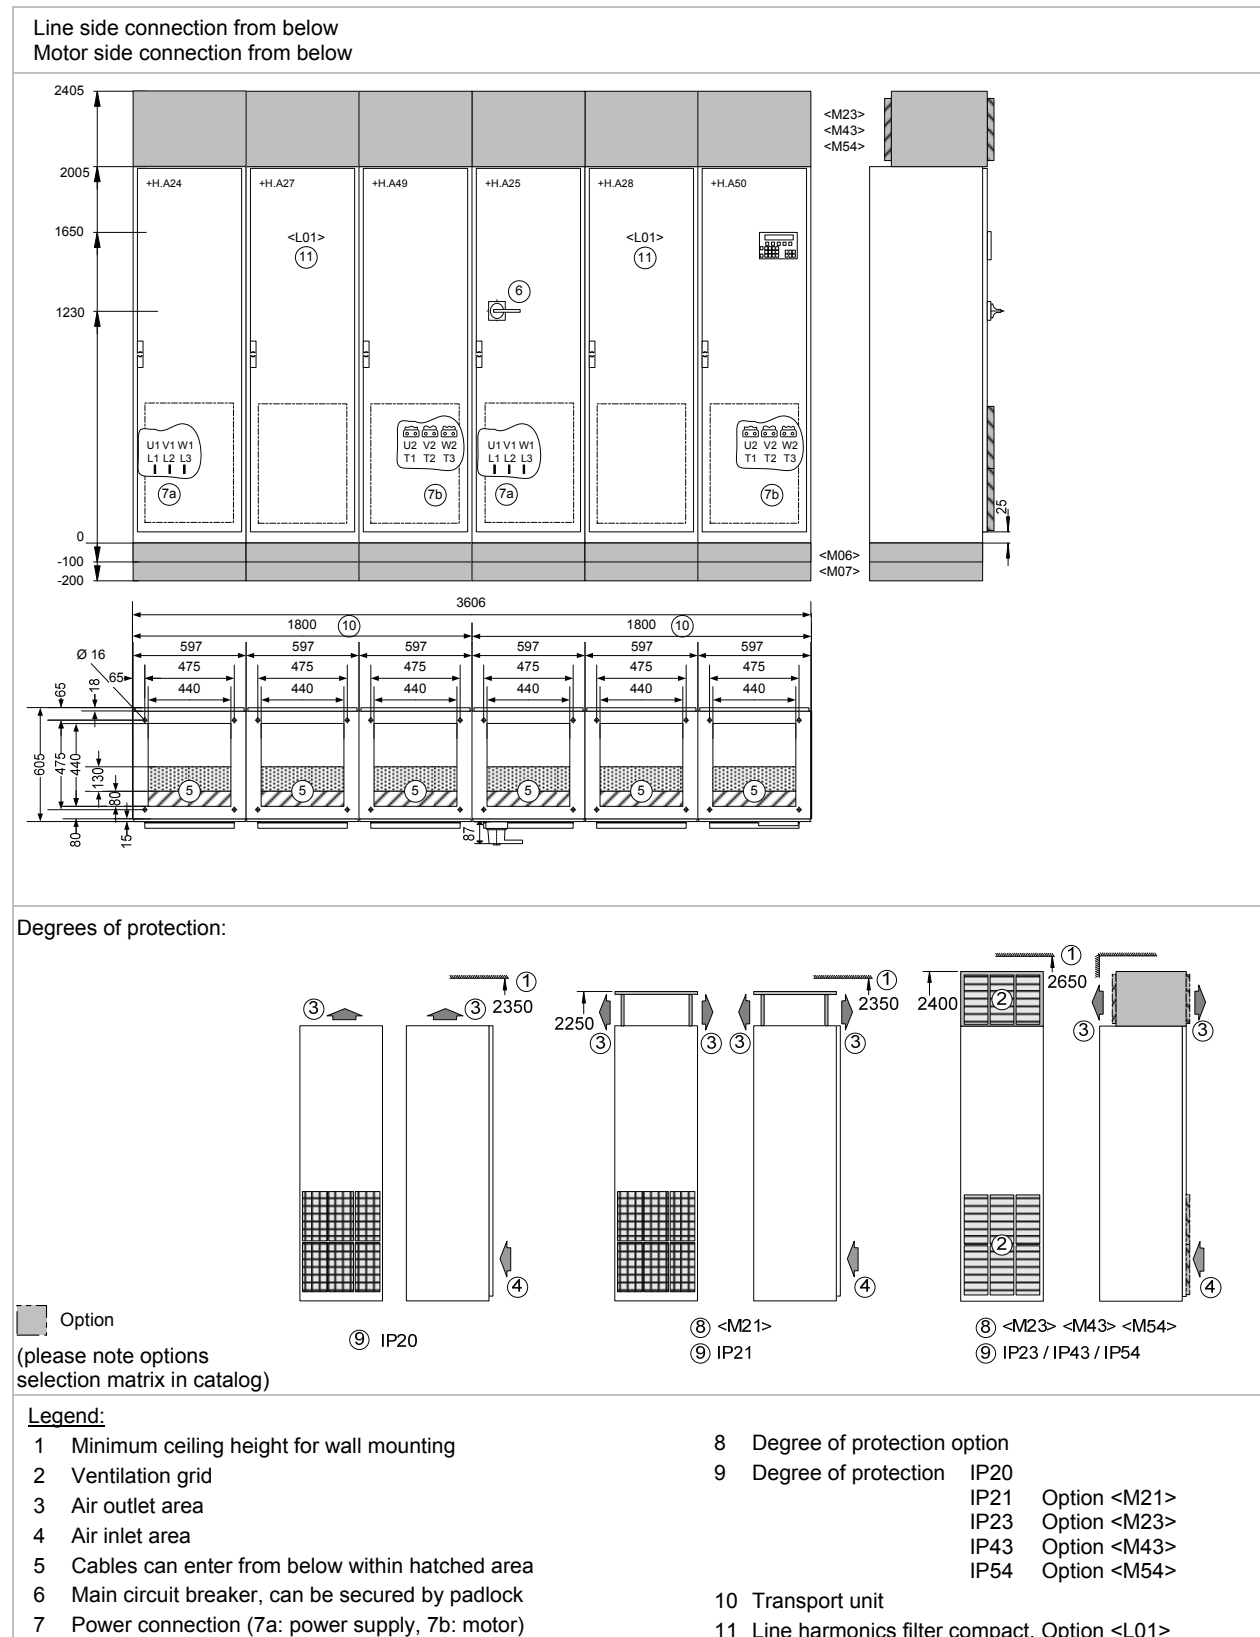 Line side connection from below
Motor side connection from below
2405
<M23>
<M43>
<M54>
2005
+H.A24 +H.A27 +H.A49 +H.A25 +H.A28 +H.A50
1650
<L01> <L01>
11 11
6
1230
U1 V1 W1 U2 V2 W2 U1 V1 W1 U2 V2 W2
L1 L2 L3 T1 T2 T3 L1 L2 L3 T1 T2 T3
7a 7b 7a 7b
25
0
-100 <M06>
-200 <M07>
3606
1800 10 1800 10
597 597 597 597 597 597
Ø 16
475 475 475 475 475 475
65 18 65
440 440 440 440 440 440
605 475 440 130 80
5 5 5 5 5 5
80 15 87
Degrees of protection:
1 1 1
2350 2350 2650
3 3 2250 2400 2
3 3 3 3 3 3
2
4 4 4
Option
(please note options
selection matrix in catalog)
9 IP20
8 <M21>
9 IP21
8 <M23> <M43> <M54>
9 IP23 / IP43 / IP54
Legend:
1 Minimum ceiling height for wall mounting
2 Ventilation grid
3 Air outlet area
4 Air inlet area
5 Cables can enter from below within hatched area
6 Main circuit breaker, can be secured by padlock
7 Power connection (7a: power supply, 7b: motor)
8 Degree of protection option
9 Degree of protection IP20
IP21 Option <M21>
IP23 Option <M23>
IP43 Option <M43>
IP54 Option <M54>
10 Transport unit
11 Line harmonics filter compact, Option <L01>